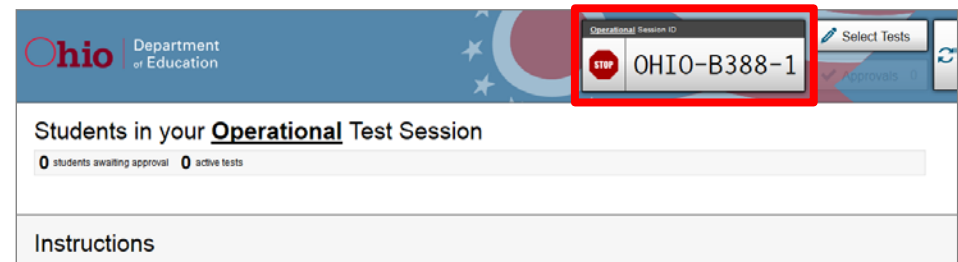 Ohio Department
of Education
Operational Session ID
STOP OHIO-B388-1
Select Tests
Approvals 0
Students in your Operational Test Session
0 students awaiting approval 0 active tests
Instructions